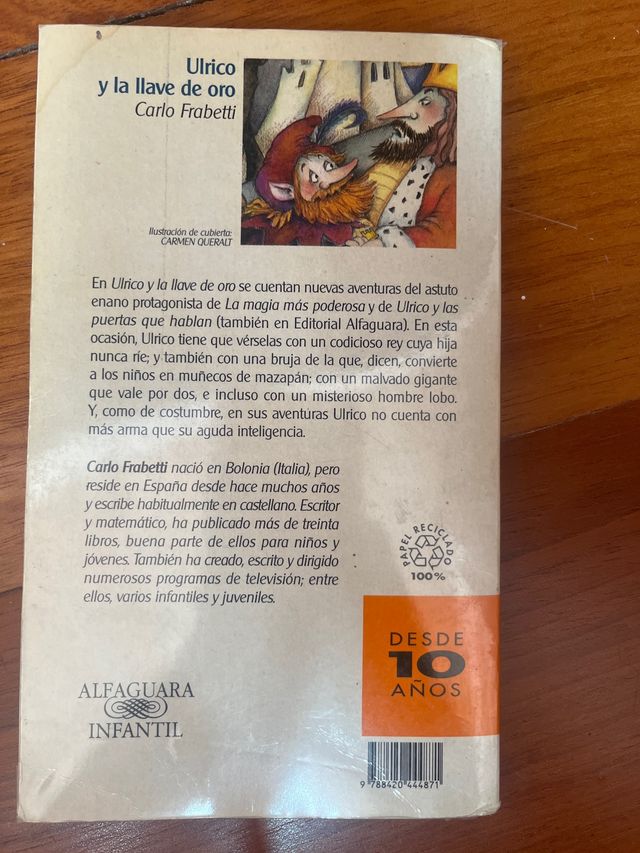 Ulrico
y la llave de oro
Carlo Frabetti
Ilustración de cubierta:
CARMEN QUERALT
En Ulrico y la llave de oro se cuentan nuevas aventuras del astuto
enano protagonista de La magia más poderosa y de Ulrico y las
puertas que hablan (también en Editorial Alfaguara). En esta
ocasión, Ulrico tiene que vérselas con un codicioso rey cuya hija
nunca ríe; y también con una bruja de la que, dicen, convierte
a los niños en muñecos de mazapán; con un malvado gigante
que vale por dos, e incluso con un misterioso hombre lobo.
Y, como de costumbre, en sus aventuras Ulrico no cuenta con
más arma que su aguda inteligencia.
Carlo Frabetti nació en Bolonia (Italia), pero
reside en España desde hace muchos años
y escribe habitualmente en castellano. Escritor
y matemático, ha publicado más de treinta
libros, buena parte de ellos para niños y
jóvenes. También ha creado, escrito y dirigido
numerosos programas de televisión; entre
ellos, varios infantiles y juveniles.
PAPEL RECICLADO
100%
DESDE
10
AÑOS
ALFAGUARA
INFANTIL
9 788420 444871